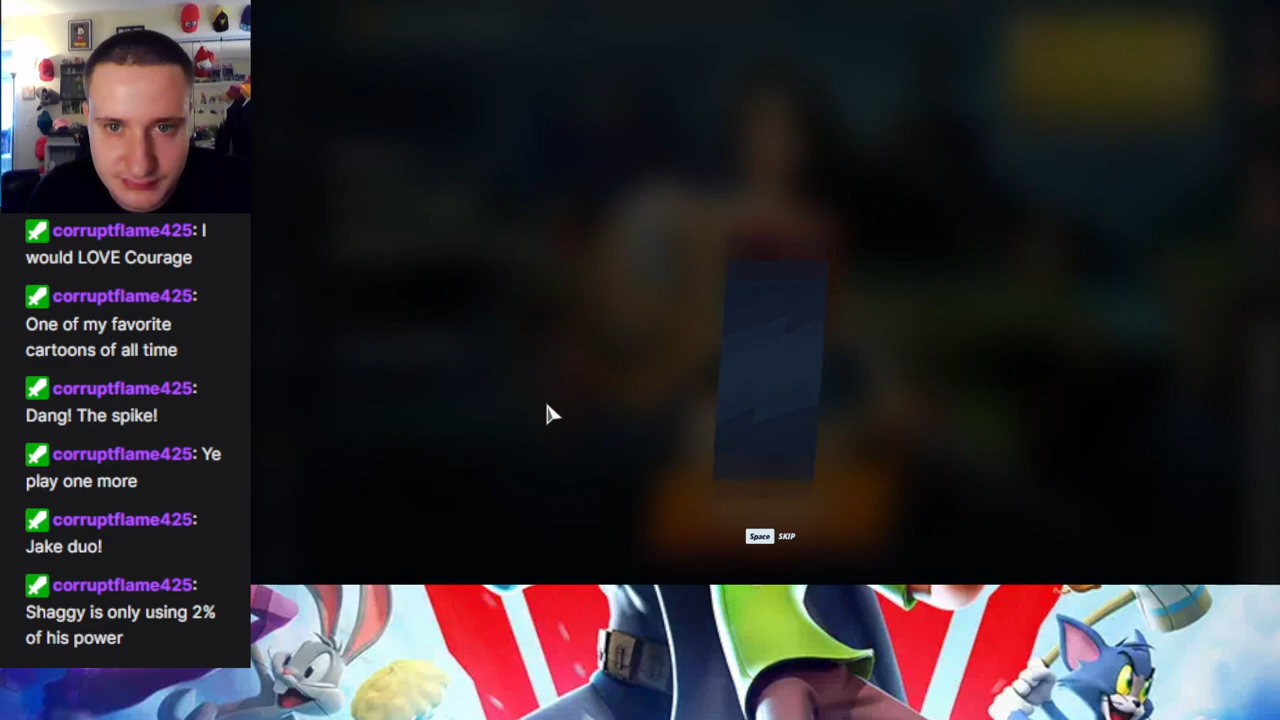 corruptflame425: I
would LOVE Courage
corruptflame425:
One of my favorite
cartoons of all time
corruptflame425:
Dang! The spike!
corruptflame425: Ye
play one more
corruptflame425:
Jake duo!
corruptflame425:
Shaggy is only using 2%
of his power
Space SKIP